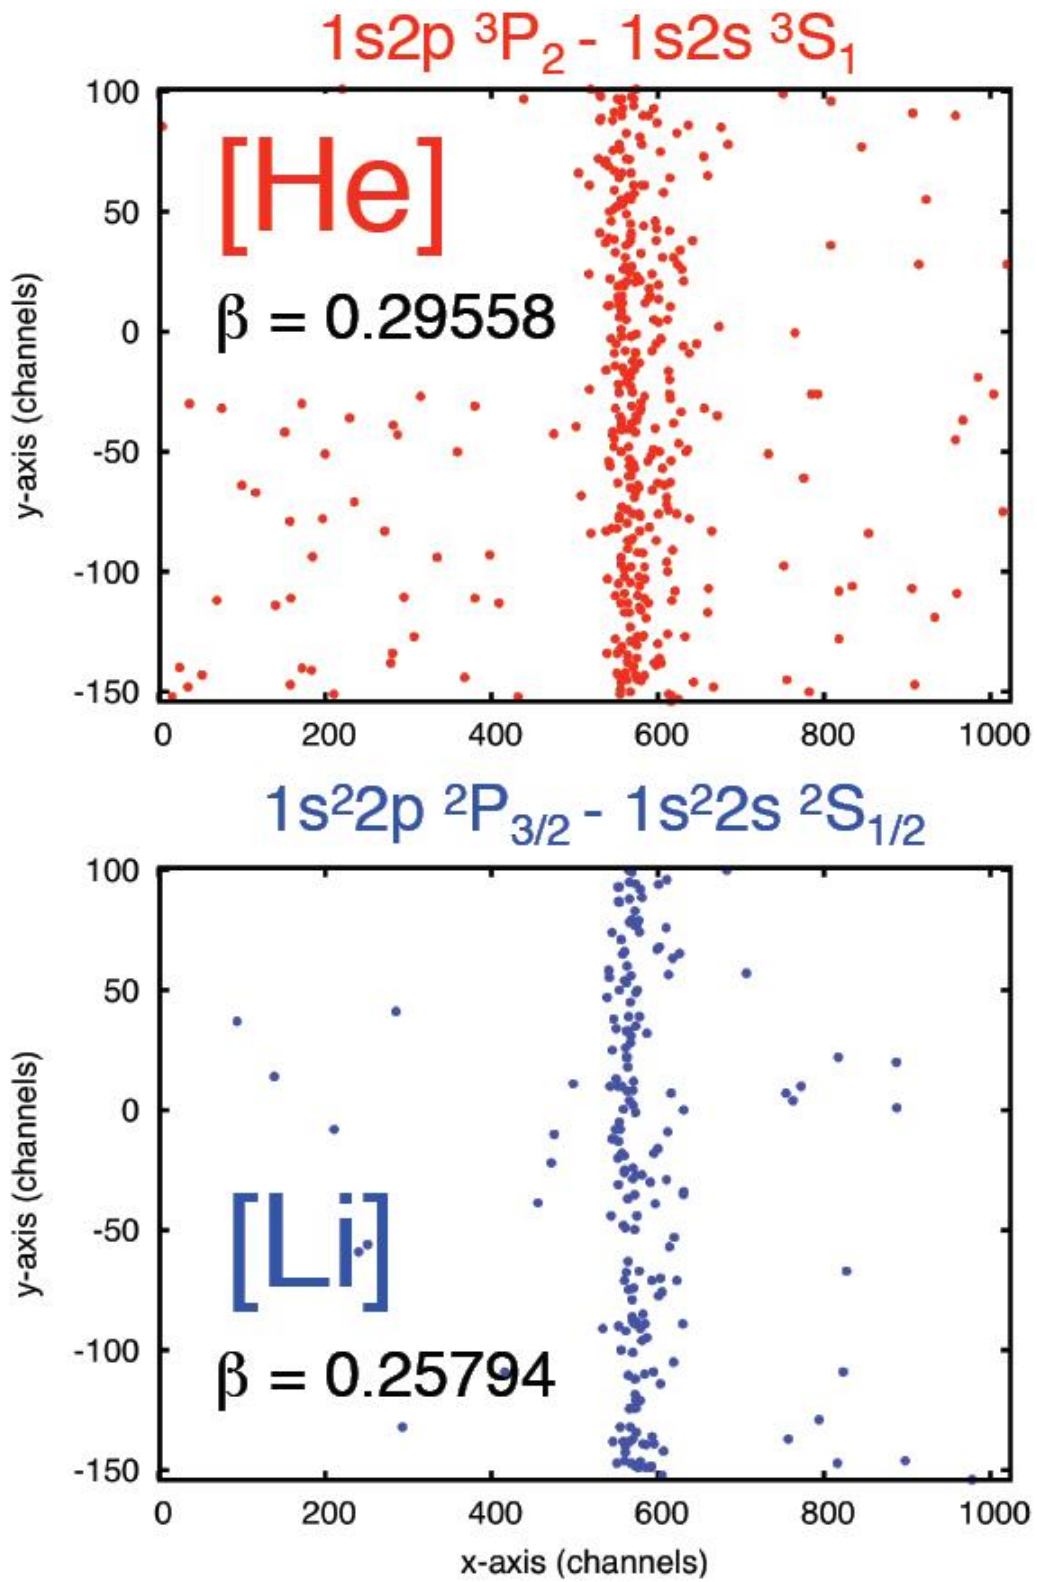 1s2p ³P₂ - 1s2s ³S₁
100
[He]
50
β = 0.29558
0
-50
-100
-150
y-axis (channels)
0 200 400 600 800 1000
1s²2p ²P₃/₂ - 1s²2s ²S₁/₂
100
50
0
-50
[Li]
-100
β = 0.25794
-150
y-axis (channels)
0 200 400 600 800 1000
x-axis (channels)